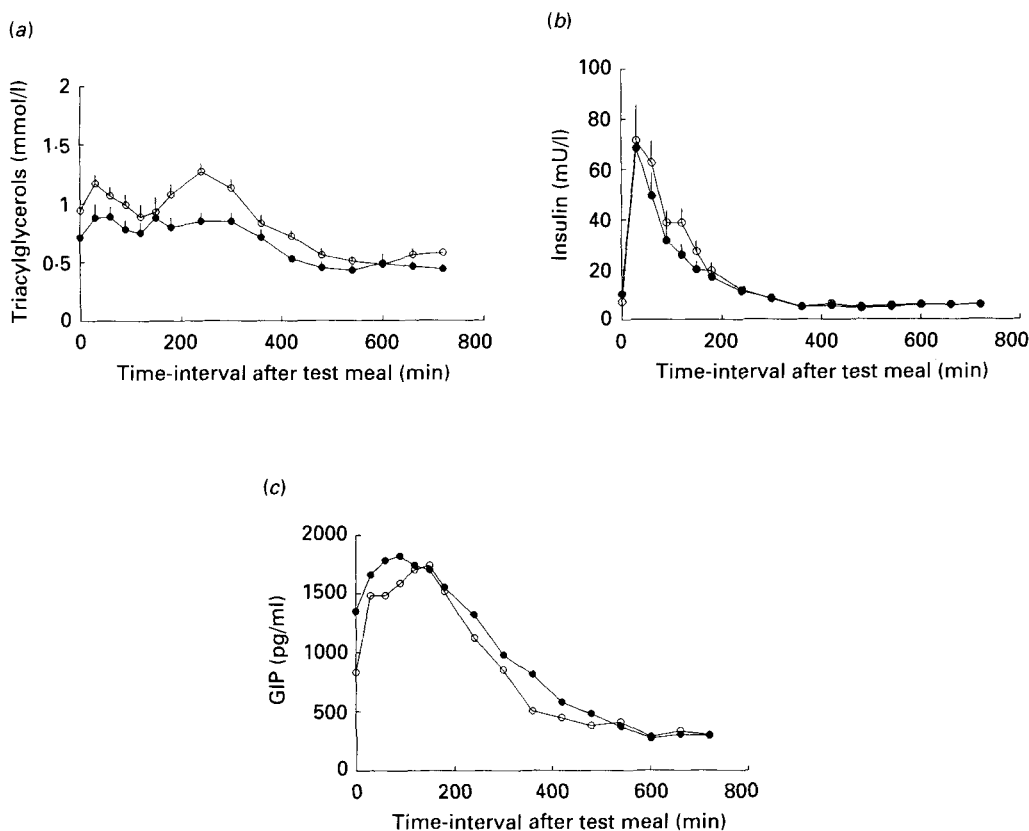 (a)
2
1·5
1
0·5
0
Triacylglycerols (mmol/l)
0 200 400 600 800
Time-interval after test meal (min)
(b)
100
80
60
40
20
0
Insulin (mU/l)
0 200 400 600 800
Time-interval after test meal (min)
(c)
2000
1500
1000
500
0
GIP (pg/ml)
0 200 400 600 800
Time-interval after test meal (min)